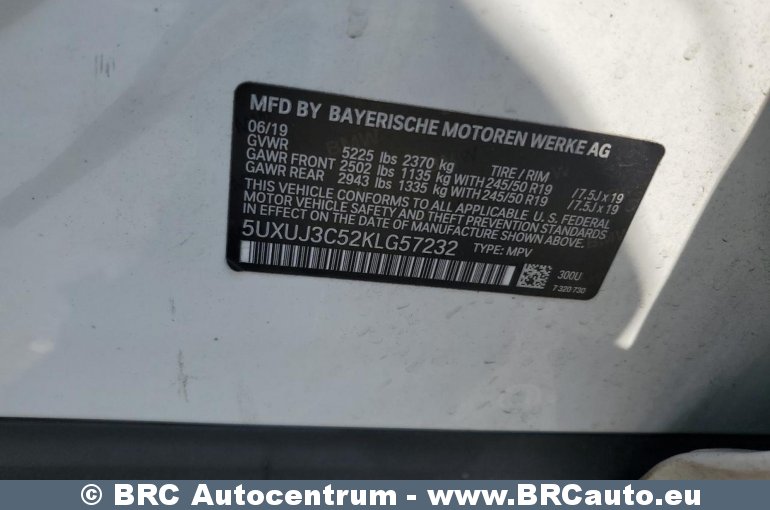 MFD BY BAYERISCHE MOTOREN WERKE AG
06/19
GVWR 5225 lbs 2370 kg TIRE / RIM
GAWR FRONT 2502 lbs 1135 kg WITH 245/50 R19 / 7.5J x 19
GAWR REAR 2943 lbs 1335 kg WITH 245/50 R19 / 7.5J x 19
THIS VEHICLE CONFORMS TO ALL APPLICABLE U. S. FEDERAL
MOTOR VEHICLE SAFETY AND THEFT PREVENTION STANDARDS
IN EFFECT ON THE DATE OF MANUFACTURE SHOWN ABOVE.
5UXUJ3C52KLG57232 TYPE: MPV
300U
7 320 730
© BRC Autocentrum - www.BRCauto.eu